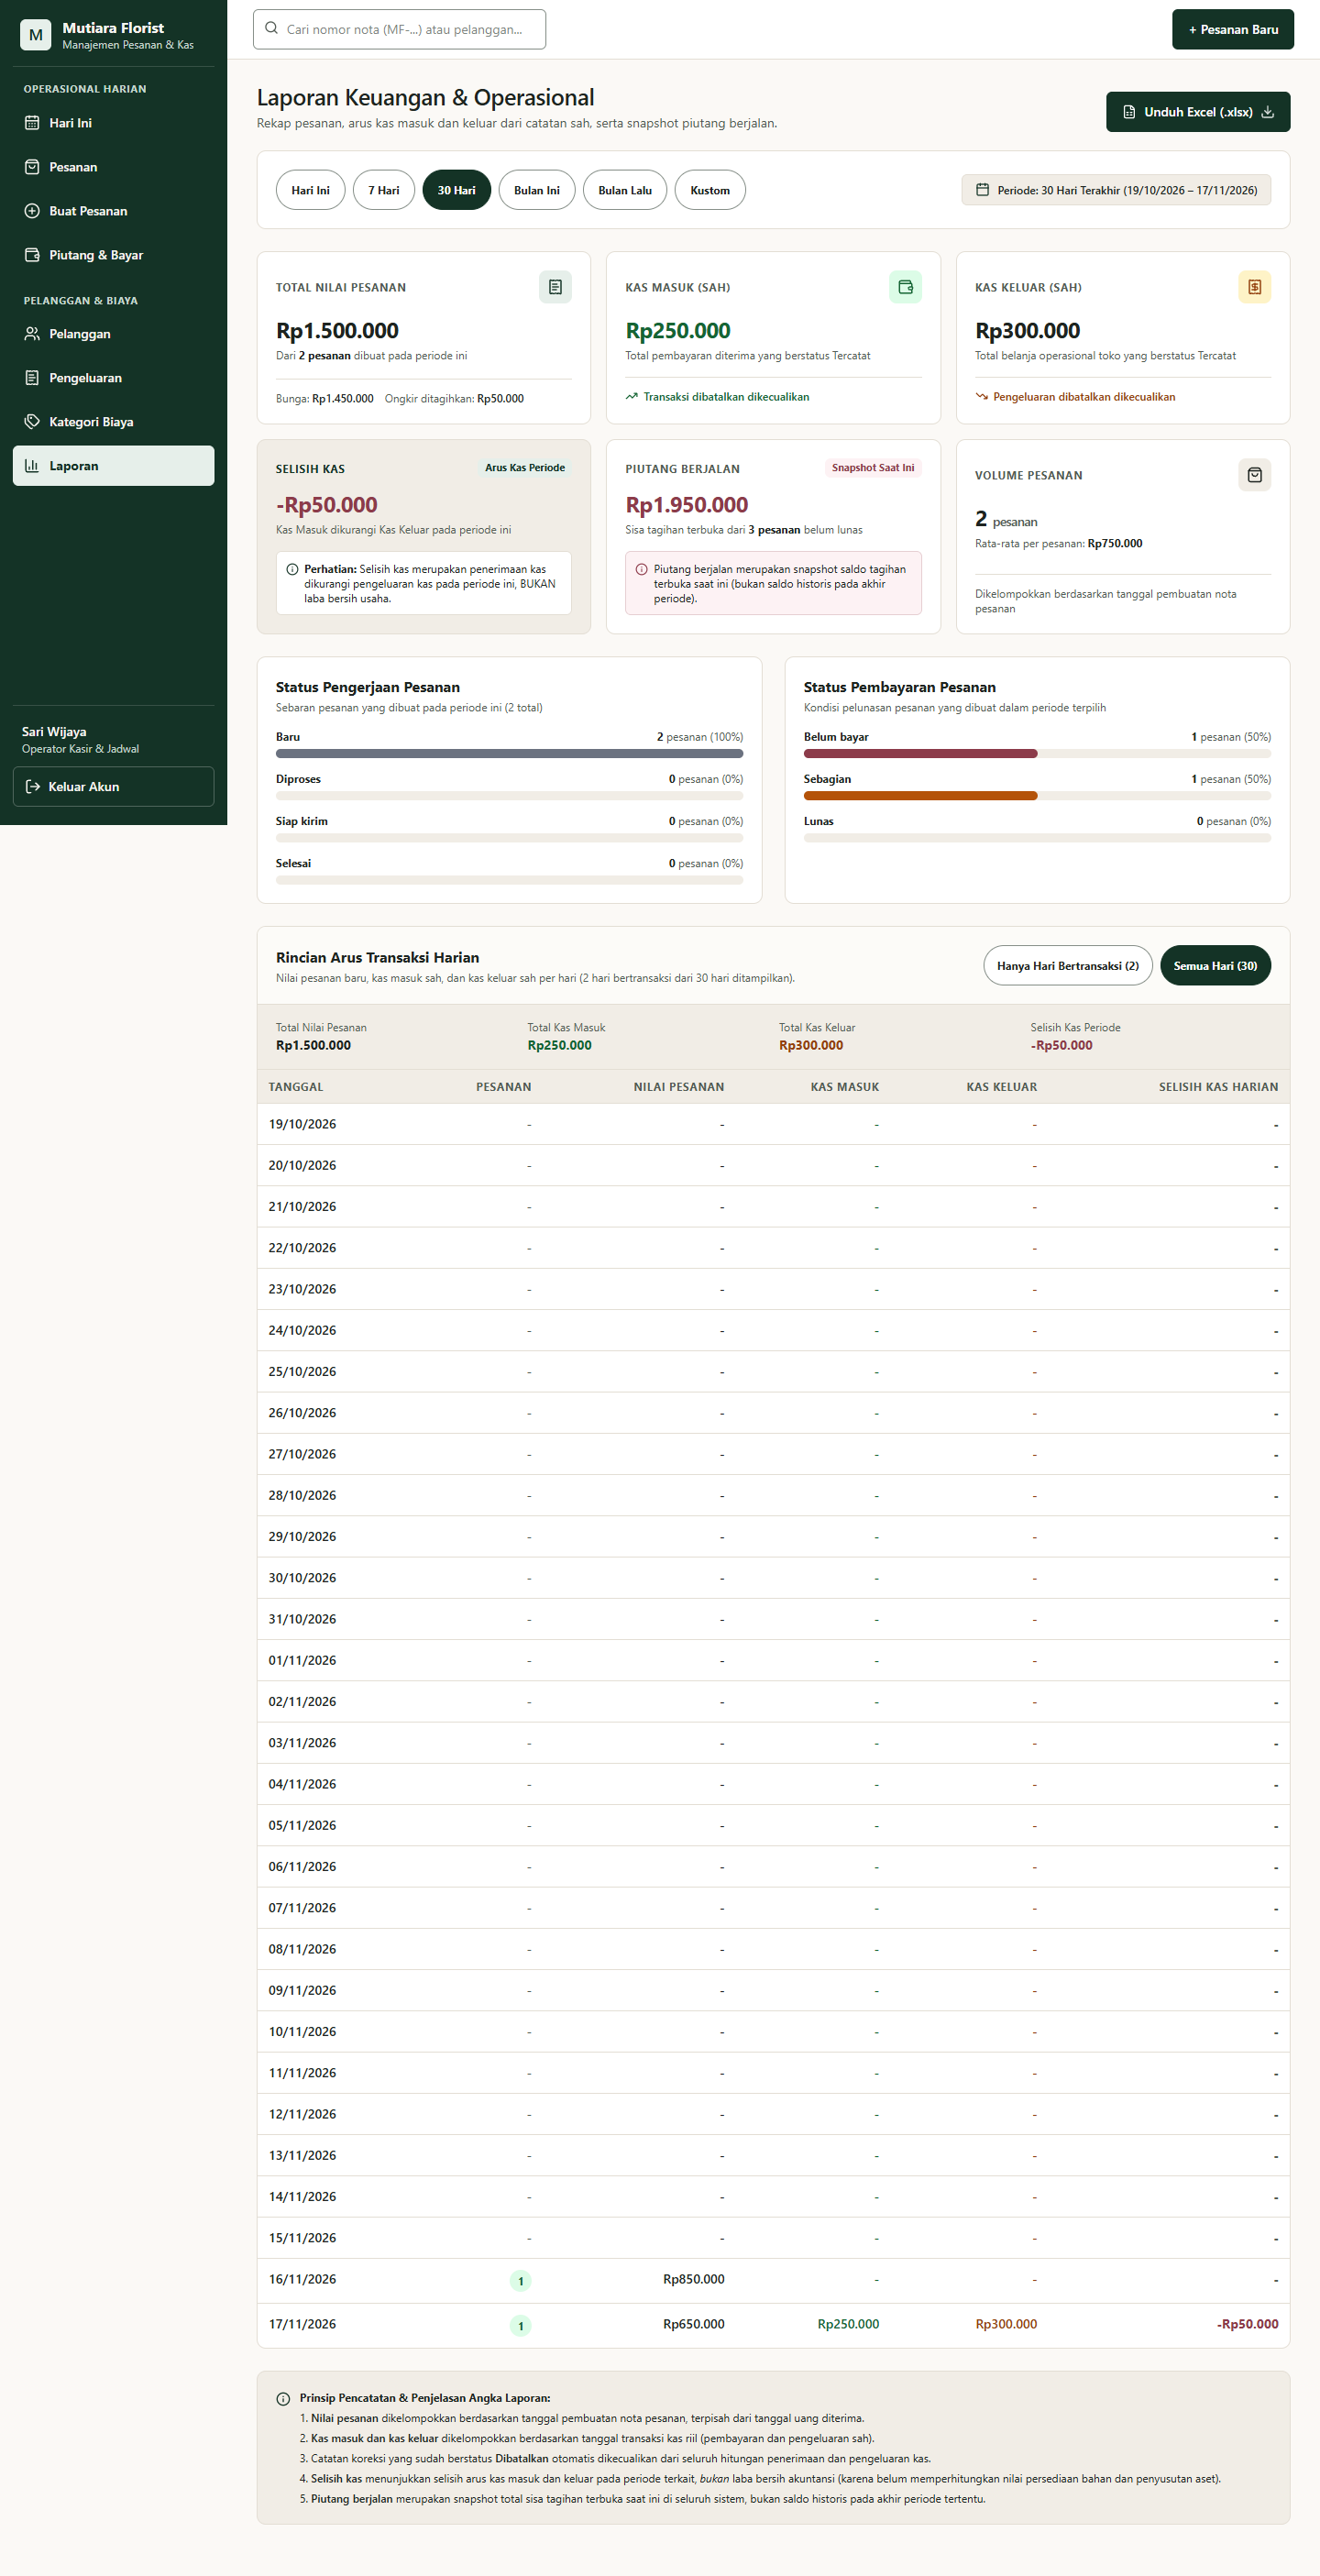 M
Mutiara Florist
Manajemen Pesanan & Kas
OPERASIONAL HARIAN
Hari Ini
Pesanan
Buat Pesanan
Piutang & Bayar
PELANGGAN & BIAYA
Pelanggan
Pengeluaran
Kategori Biaya
Laporan
Sari Wijaya
Operator Kasir & Jadwal
Keluar Akun
Cari nomor nota (MF-...) atau pelanggan...
+ Pesanan Baru
Laporan Keuangan & Operasional
Rekap pesanan, arus kas masuk dan keluar dari catatan sah, serta snapshot piutang berjalan.
Unduh Excel (.xlsx)
Hari Ini 7 Hari 30 Hari Bulan Ini Bulan Lalu Kustom
Periode: 30 Hari Terakhir (19/10/2026 – 17/11/2026)
TOTAL NILAI PESANAN
Rp1.500.000
Dari 2 pesanan dibuat pada periode ini
Bunga: Rp1.450.000 Ongkir ditagihkan: Rp50.000
KAS MASUK (SAH)
Rp250.000
Total pembayaran diterima yang berstatus Tercatat
Transaksi dibatalkan dikecualikan
KAS KELUAR (SAH)
Rp300.000
Total belanja operasional toko yang berstatus Tercatat
Pengeluaran dibatalkan dikecualikan
SELISIH KAS
Arus Kas Periode
-Rp50.000
Kas Masuk dikurangi Kas Keluar pada periode ini
Perhatian: Selisih kas merupakan penerimaan kas
dikurangi pengeluaran kas pada periode ini, BUKAN
laba bersih usaha.
PIUTANG BERJALAN
Snapshot Saat Ini
Rp1.950.000
Sisa tagihan terbuka dari 3 pesanan belum lunas
Piutang berjalan merupakan snapshot saldo tagihan
terbuka saat ini (bukan saldo historis pada akhir
periode).
VOLUME PESANAN
2 pesanan
Rata-rata per pesanan: Rp750.000
Dikelompokkan berdasarkan tanggal pembuatan nota
pesanan
Status Pengerjaan Pesanan
Sebaran pesanan yang dibuat pada periode ini (2 total)
Baru 2 pesanan (100%)
Diproses 0 pesanan (0%)
Siap kirim 0 pesanan (0%)
Selesai 0 pesanan (0%)
Status Pembayaran Pesanan
Kondisi pelunasan pesanan yang dibuat dalam periode terpilih
Belum bayar 1 pesanan (50%)
Sebagian 1 pesanan (50%)
Lunas 0 pesanan (0%)
Rincian Arus Transaksi Harian
Nilai pesanan baru, kas masuk sah, dan kas keluar sah per hari (2 hari bertransaksi dari 30 hari ditampilkan).
Hanya Hari Bertransaksi (2) Semua Hari (30)
Total Nilai Pesanan Total Kas Masuk Total Kas Keluar Selisih Kas Periode
Rp1.500.000 Rp250.000 Rp300.000 -Rp50.000
TANGGAL PESANAN NILAI PESANAN KAS MASUK KAS KELUAR SELISIH KAS HARIAN
19/10/2026 - - - - -
20/10/2026 - - - - -
21/10/2026 - - - - -
22/10/2026 - - - - -
23/10/2026 - - - - -
24/10/2026 - - - - -
25/10/2026 - - - - -
26/10/2026 - - - - -
27/10/2026 - - - - -
28/10/2026 - - - - -
29/10/2026 - - - - -
30/10/2026 - - - - -
31/10/2026 - - - - -
01/11/2026 - - - - -
02/11/2026 - - - - -
03/11/2026 - - - - -
04/11/2026 - - - - -
05/11/2026 - - - - -
06/11/2026 - - - - -
07/11/2026 - - - - -
08/11/2026 - - - - -
09/11/2026 - - - - -
10/11/2026 - - - - -
11/11/2026 - - - - -
12/11/2026 - - - - -
13/11/2026 - - - - -
14/11/2026 - - - - -
15/11/2026 - - - - -
16/11/2026 1 Rp850.000 - - -
17/11/2026 1 Rp650.000 Rp250.000 Rp300.000 -Rp50.000
Prinsip Pencatatan & Penjelasan Angka Laporan:
1. Nilai pesanan dikelompokkan berdasarkan tanggal pembuatan nota pesanan, terpisah dari tanggal uang diterima.
2. Kas masuk dan kas keluar dikelompokkan berdasarkan tanggal transaksi kas riil (pembayaran dan pengeluaran sah).
3. Catatan koreksi yang sudah berstatus Dibatalkan otomatis dikecualikan dari seluruh hitungan penerimaan dan pengeluaran kas.
4. Selisih kas menunjukkan selisih arus kas masuk dan keluar pada periode terkait, bukan laba bersih akuntansi (karena belum memperhitungkan nilai persediaan bahan dan penyusutan aset).
5. Piutang berjalan merupakan snapshot total sisa tagihan terbuka saat ini di seluruh sistem, bukan saldo historis pada akhir periode tertentu.